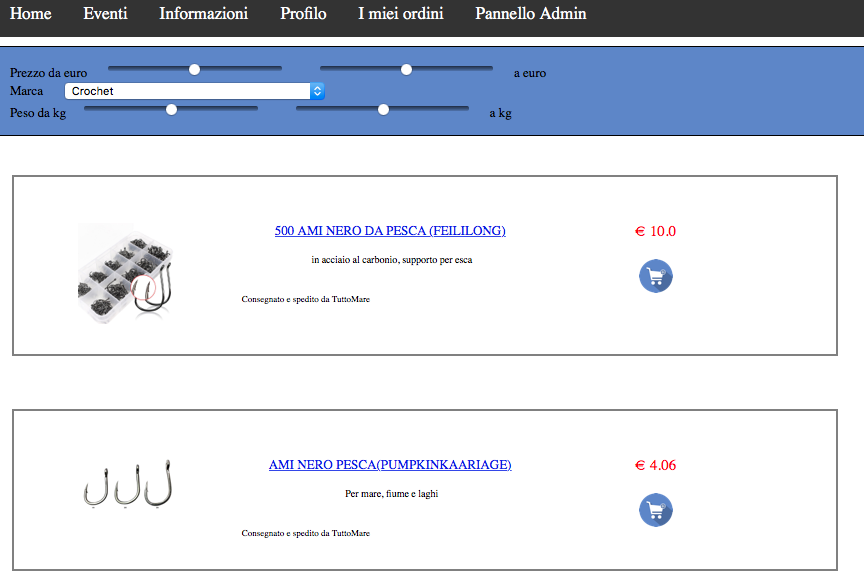 Home Eventi Informazioni Profilo I miei ordini Pannello Admin
Prezzo da euro a euro
Marca Crochet
Peso da kg a kg
500 AMI NERO DA PESCA (FEILILONG) € 10.0
in acciaio al carbonio, supporto per esca
Consegnato e spedito da TuttoMare
AMI NERO PESCA(PUMPKINKAARIAGE) € 4.06
Per mare, fiume e laghi
Consegnato e spedito da TuttoMare